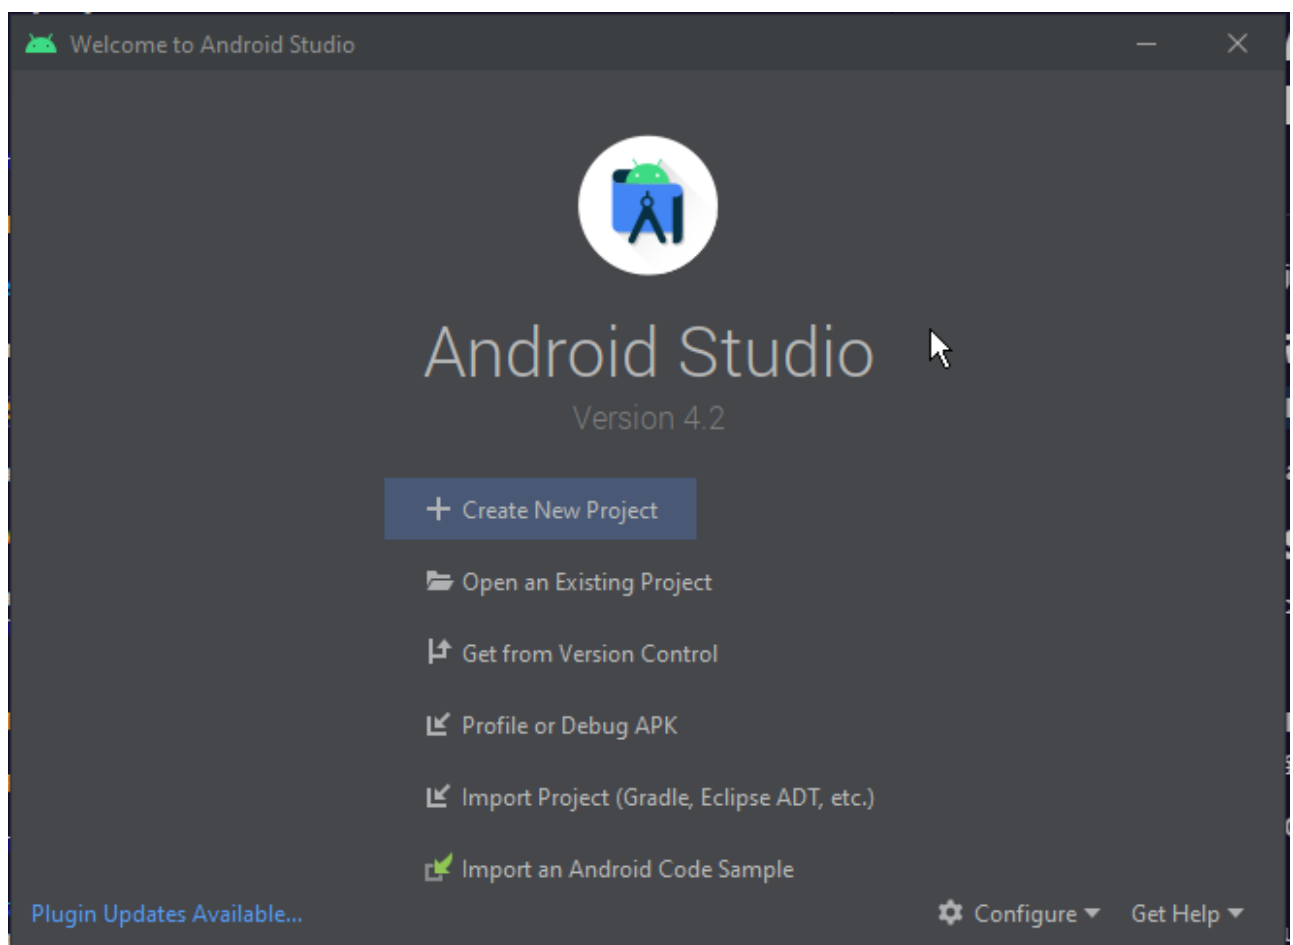 Welcome to Android Studio
Android Studio
Version 4.2
Create New Project
Open an Existing Project
Get from Version Control
Profile or Debug APK
Import Project (Gradle, Eclipse ADT, etc.)
Import an Android Code Sample
Plugin Updates Available...
Configure
Get Help